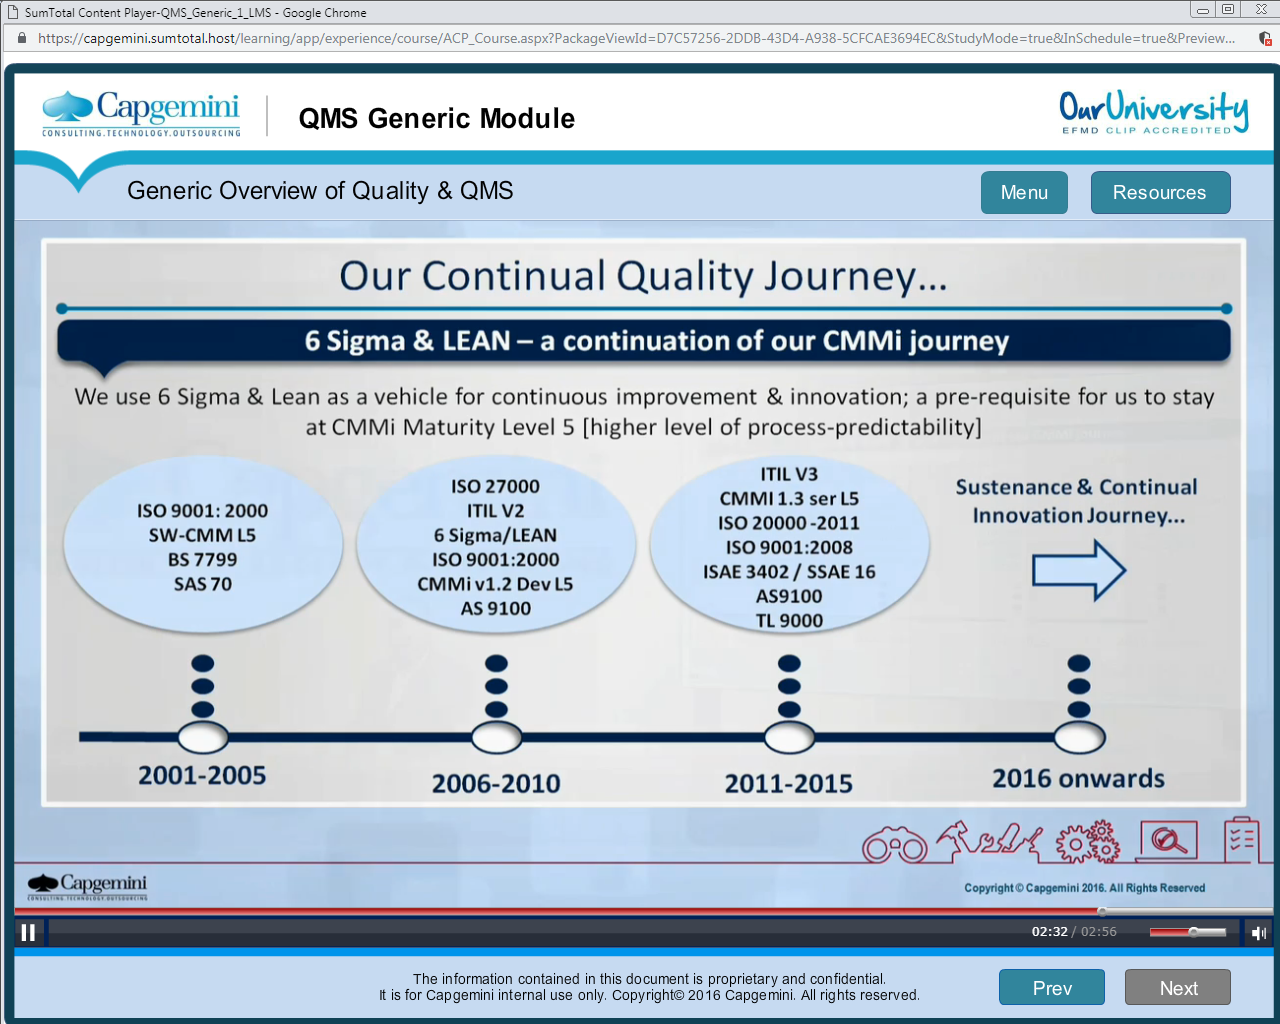 SumTotal Content Player-QMS_Generic_1_LMS - Google Chrome
https://capgemini.sumtotal.host/learning/app/experience/course/ACP_Course.aspx?PackageViewId=D7C57256-2DDB-43D4-A938-5CFCAE3694EC&StudyMode=true&InSchedule=true&Preview...
Capgemini
CONSULTING.TECHNOLOGY.OUTSOURCING
QMS Generic Module
OurUniversity
EFMD CLIP ACCREDITED
Generic Overview of Quality & QMS
Menu
Resources
Our Continual Quality Journey...
6 Sigma & LEAN – a continuation of our CMMi journey
We use 6 Sigma & Lean as a vehicle for continuous improvement & innovation; a pre-requisite for us to stay
at CMMi Maturity Level 5 [higher level of process-predictability]
ISO 9001: 2000
SW-CMM L5
BS 7799
SAS 70
ISO 27000
ITIL V2
6 Sigma/LEAN
ISO 9001:2000
CMMi v1.2 Dev L5
AS 9100
ITIL V3
CMMI 1.3 ser L5
ISO 20000 -2011
ISO 9001:2008
ISAE 3402 / SSAE 16
AS9100
TL 9000
Sustenance & Continual
Innovation Journey...
2001-2005
2006-2010
2011-2015
2016 onwards
Capgemini
CONSULTING.TECHNOLOGY.OUTSOURCING
Copyright © Capgemini 2016. All Rights Reserved
02:32 / 02:56
The information contained in this document is proprietary and confidential.
It is for Capgemini internal use only. Copyright© 2016 Capgemini. All rights reserved.
Prev
Next